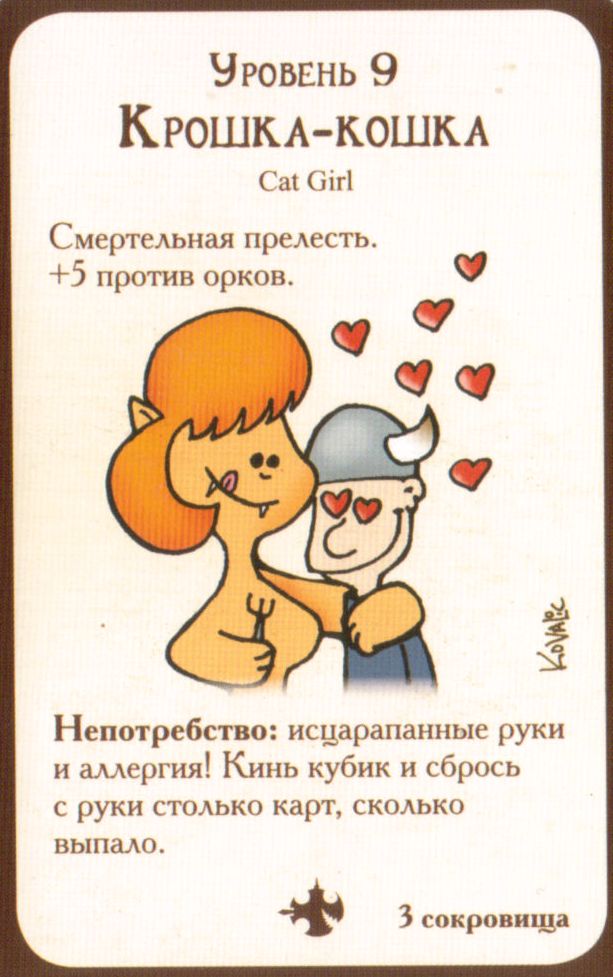 Уровень 9
Крошка-кошка
Cat Girl
Смертельная прелесть.
+5 против орков.
Kovalic
Непотребство: исцарапанные руки
и аллергия! Кинь кубик и сбрось
с руки столько карт, сколько
выпало.
3 сокровища